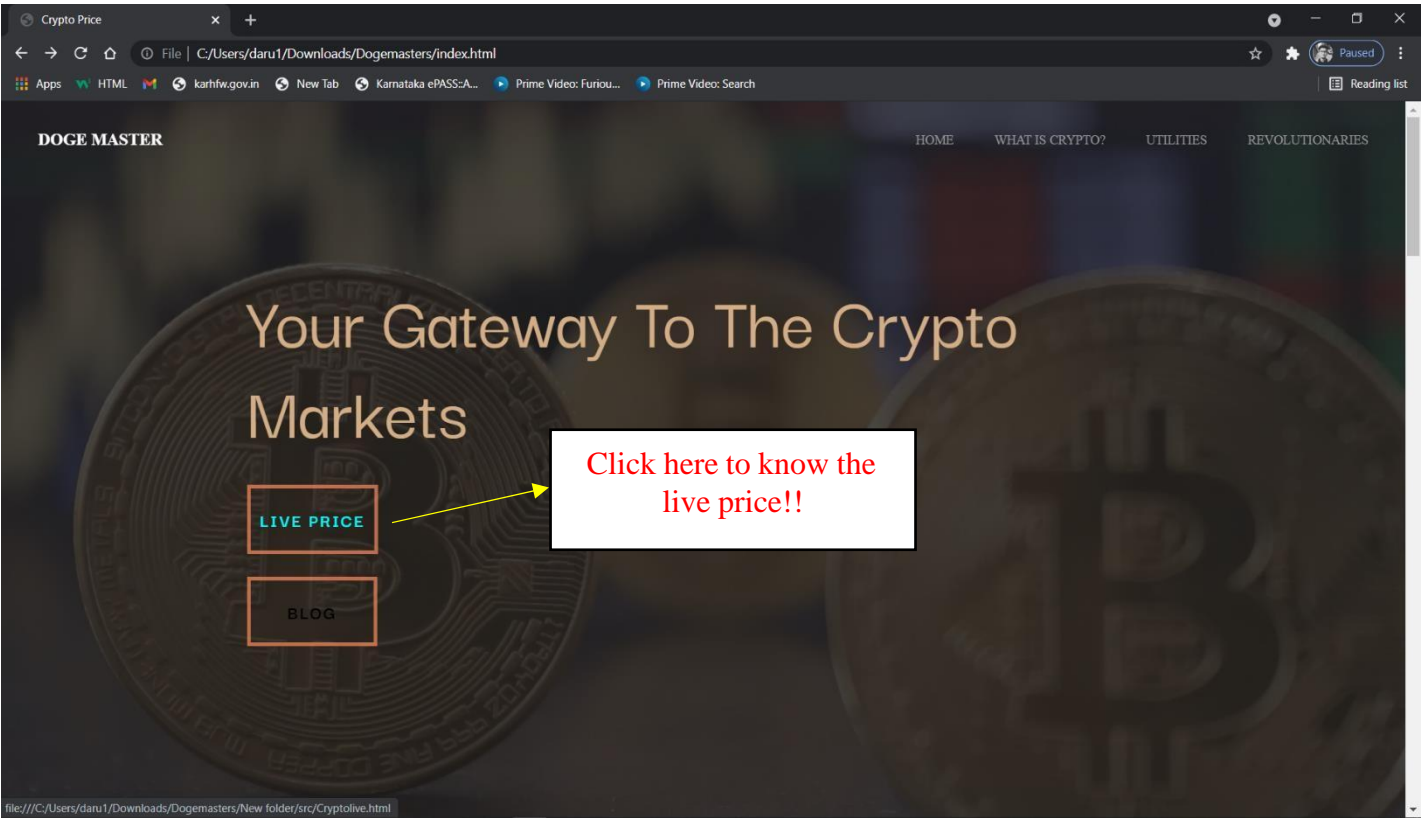 Crypto Price
File | C:/Users/daru1/Downloads/Dogemasters/index.html
Paused
Apps HTML karhfw.gov.in New Tab Karnataka ePASS::A... Prime Video: Furiou... Prime Video: Search Reading list
DOGE MASTER HOME WHAT IS CRYPTO? UTILITIES REVOLUTIONARIES
Your Gateway To The Crypto
Markets
Click here to know the
live price!!
LIVE PRICE
BLOG
file:///C:/Users/daru1/Downloads/Dogemasters/New folder/src/Cryptolive.html